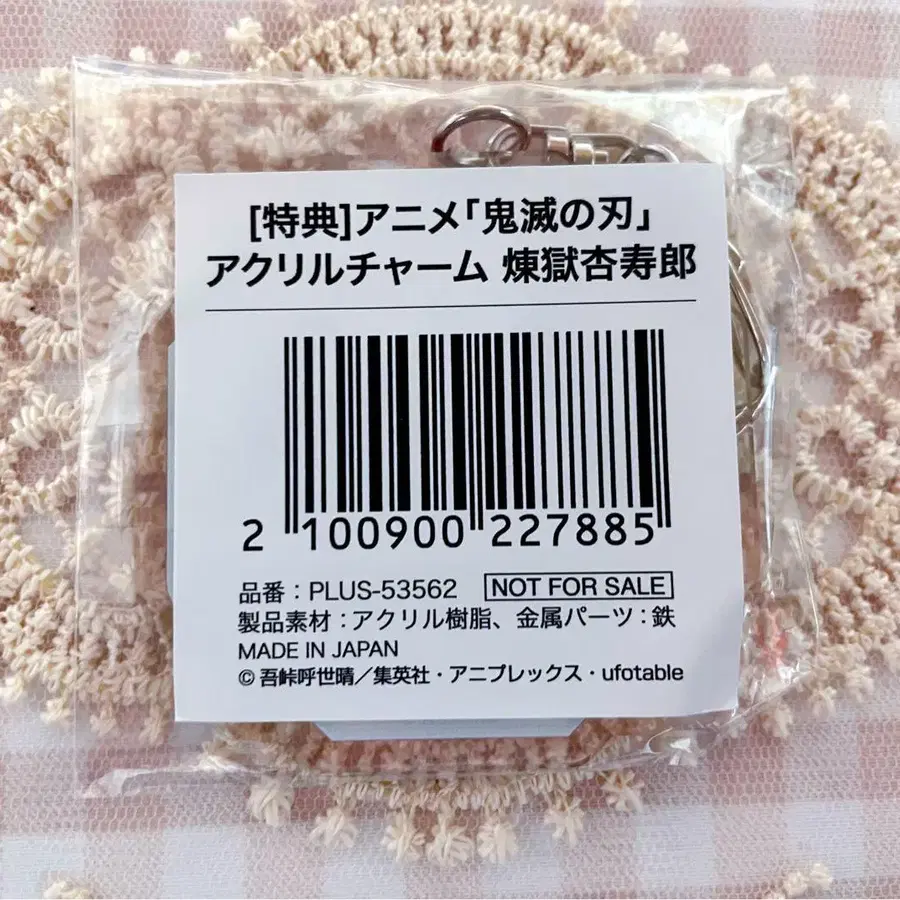 [特典]アニメ「鬼滅の刃」
アクリルチャーム 煉獄杏寿郎
2 100900 227885
品番：PLUS-53562 NOT FOR SALE
製品素材：アクリル樹脂、金属パーツ：鉄
MADE IN JAPAN
©吾峠呼世晴／集英社・アニプレックス・ufotable